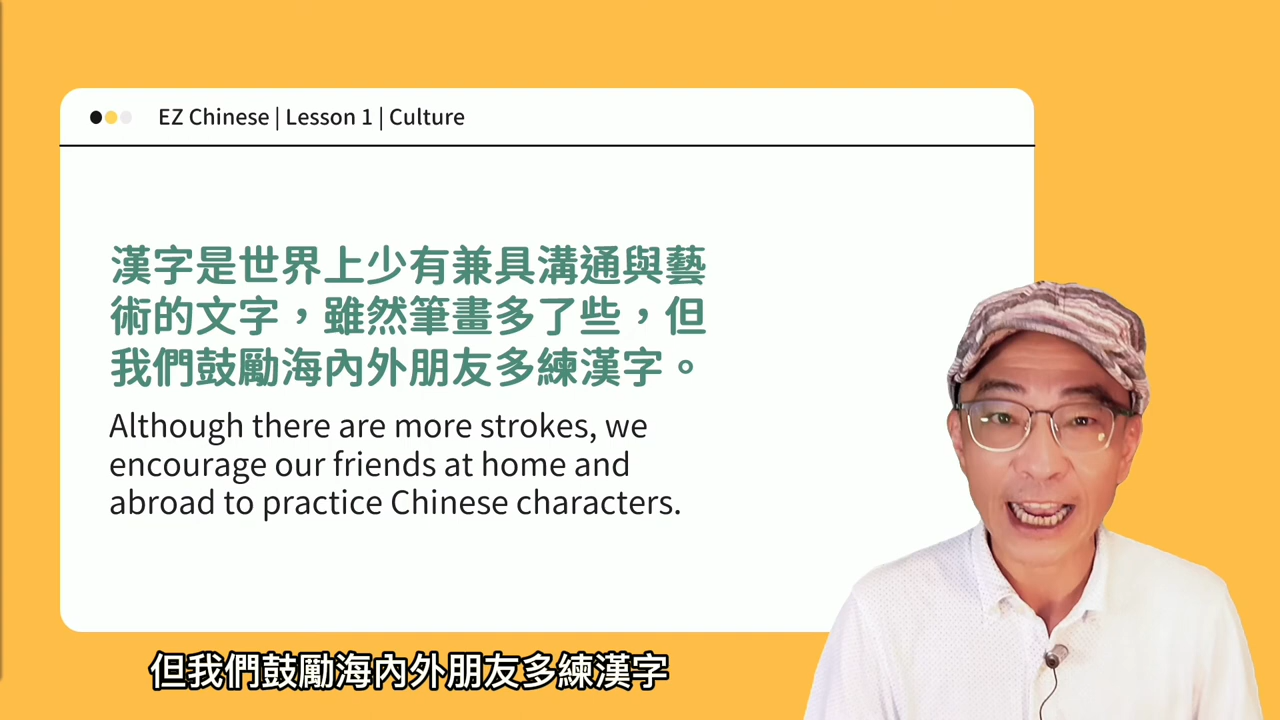 EZ Chinese | Lesson 1 | Culture
漢字是世界上少有兼具溝通與藝
術的文字，雖然筆畫多了些，但
我們鼓勵海內外朋友多練漢字。
Although there are more strokes, we
encourage our friends at home and
abroad to practice Chinese characters.
但我們鼓勵海內外朋友多練漢字